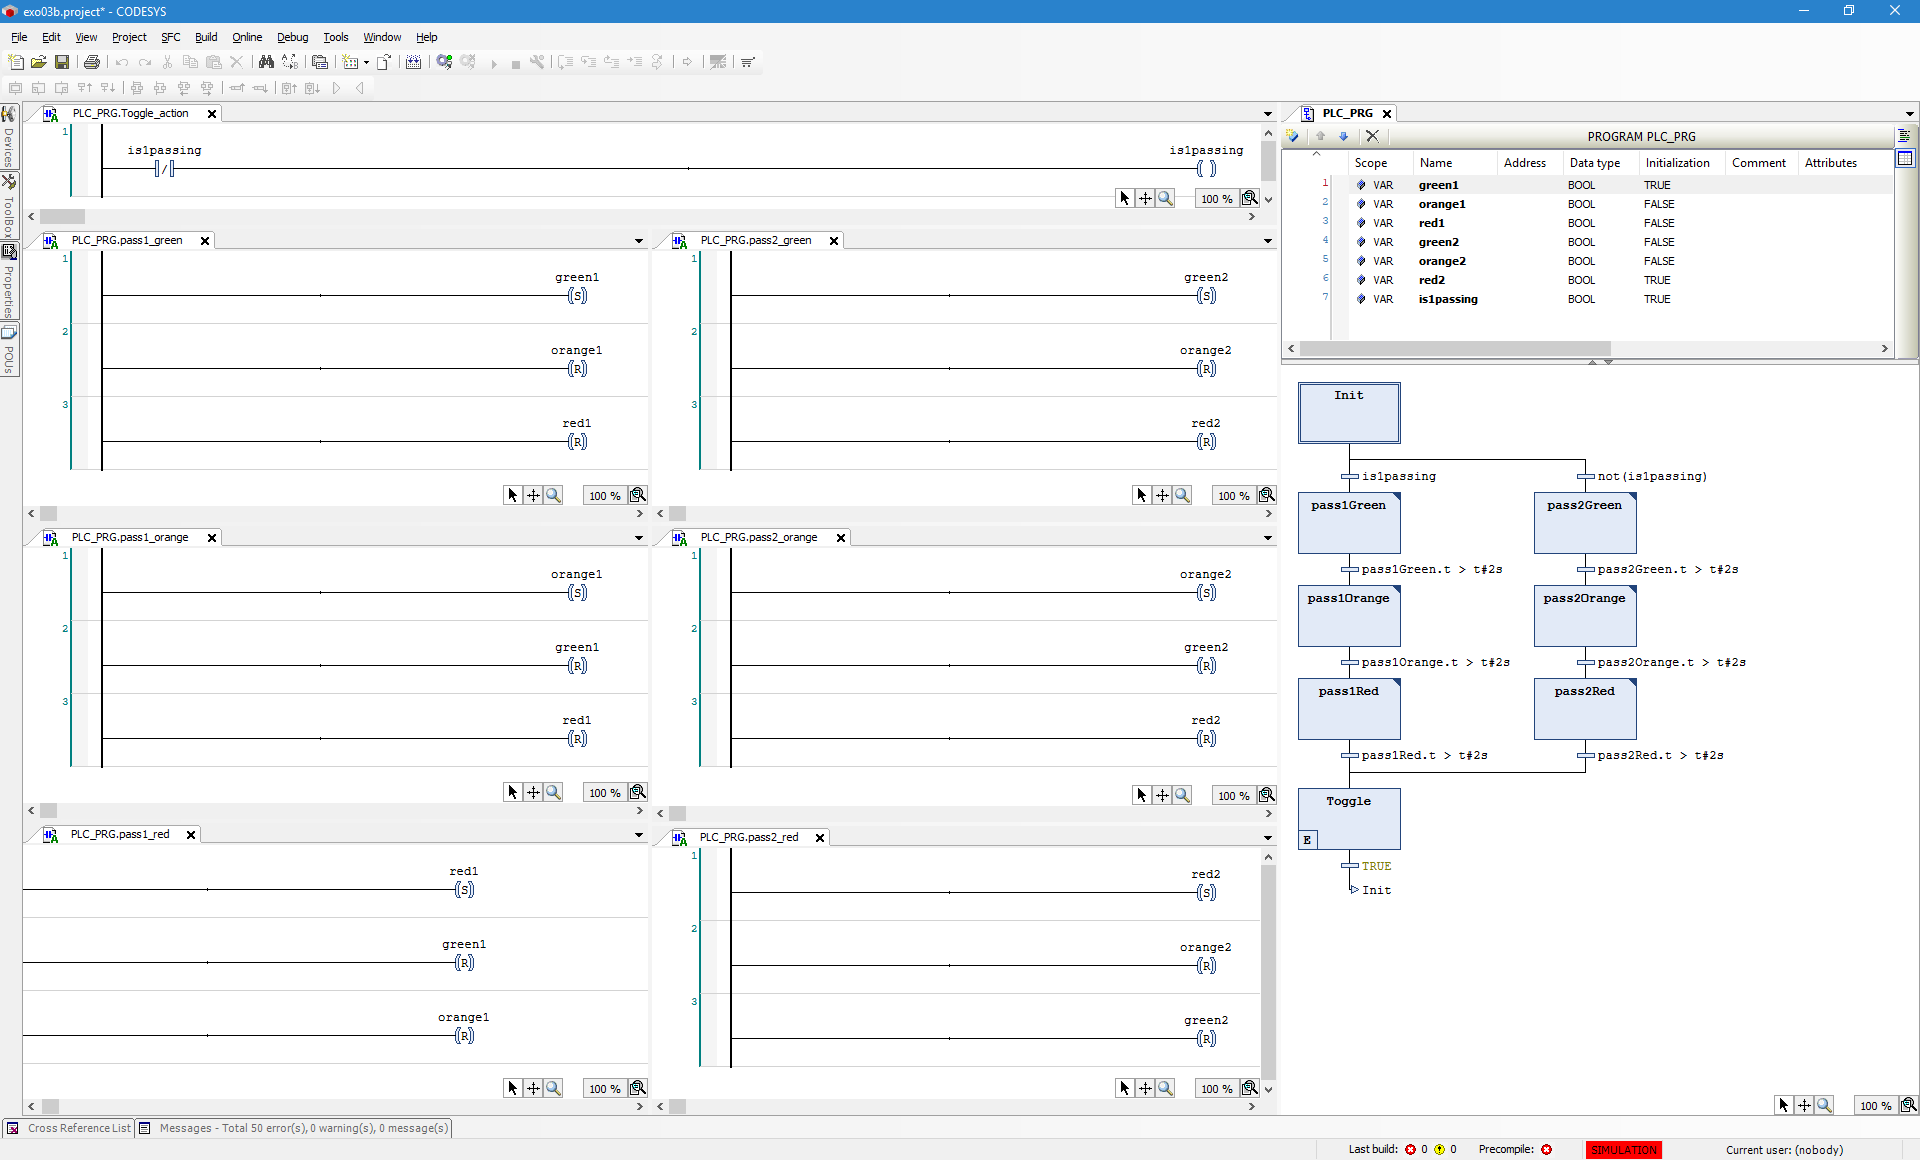 exo03b.project* - CODESYS
File Edit View Project SFC Build Online Debug Tools Window Help
Devices
ToolBox
Properties
POUs
PLC_PRG.Toggle_action
1
is1passing
/
is1passing
100 %
PLC_PRG.pass1_green
1
green1
S
2
orange1
R
3
red1
R
100 %
PLC_PRG.pass2_green
1
green2
S
2
orange2
R
3
red2
R
100 %
PLC_PRG.pass1_orange
1
orange1
S
2
green1
R
3
red1
R
100 %
PLC_PRG.pass2_orange
1
orange2
S
2
green2
R
3
red2
R
100 %
PLC_PRG.pass1_red
red1
S
green1
R
orange1
R
100 %
PLC_PRG.pass2_red
1
red2
S
2
orange2
R
3
green2
R
100 %
PLC_PRG
PROGRAM PLC_PRG
Scope Name Address Data type Initialization Comment Attributes
1 VAR green1 BOOL TRUE
2 VAR orange1 BOOL FALSE
3 VAR red1 BOOL FALSE
4 VAR green2 BOOL FALSE
5 VAR orange2 BOOL FALSE
6 VAR red2 BOOL TRUE
7 VAR is1passing BOOL TRUE
Init
is1passing not(is1passing)
pass1Green pass2Green
pass1Green.t > t#2s pass2Green.t > t#2s
pass1Orange pass2Orange
pass1Orange.t > t#2s pass2Orange.t > t#2s
pass1Red pass2Red
pass1Red.t > t#2s pass2Red.t > t#2s
Toggle
E
TRUE
Init
100 %
Cross Reference List Messages - Total 50 error(s), 0 warning(s), 0 message(s)
Last build: 0 0 Precompile: SIMULATION Current user: (nobody)